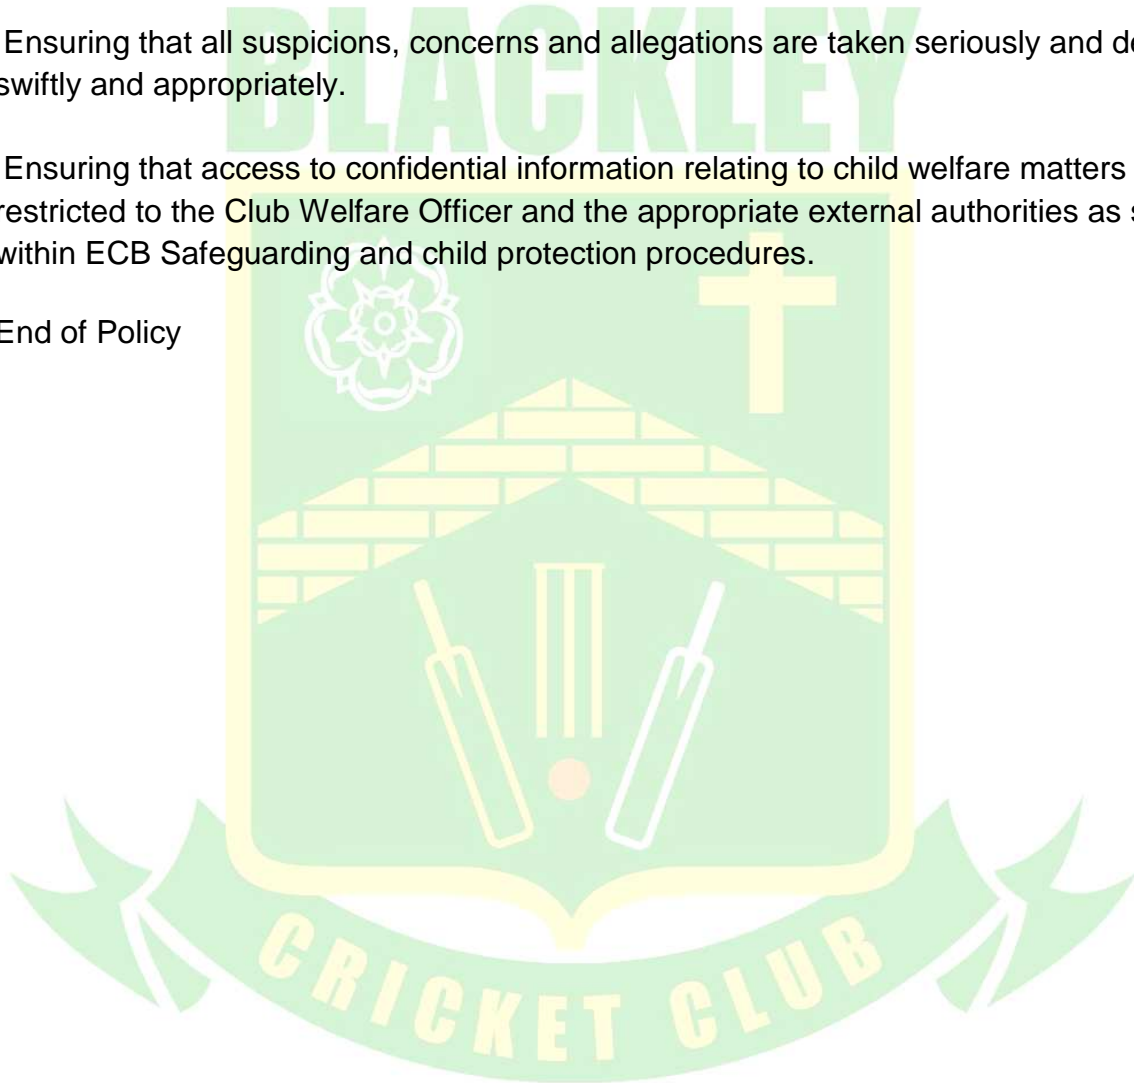 BLACKLEY
Ensuring that all suspicions, concerns and allegations are taken seriously and
swiftly and appropriately.
Ensuring that access to confidential information relating to child welfare matters
restricted to the Club Welfare Officer and the appropriate external authorities as
within ECB Safeguarding and child protection procedures.
End of Policy
CRICKET CLUB